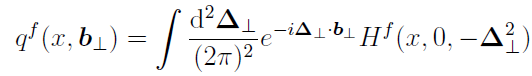 $q^f(x, \boldsymbol{b}_\perp) = \int \frac{\mathrm{d}^2 \boldsymbol{\Delta}_\perp}{(2\pi)^2} e^{-i\boldsymbol{\Delta}_\perp \cdot \boldsymbol{b}_\perp} H^f(x, 0, -\boldsymbol{\Delta}_\perp^2)$